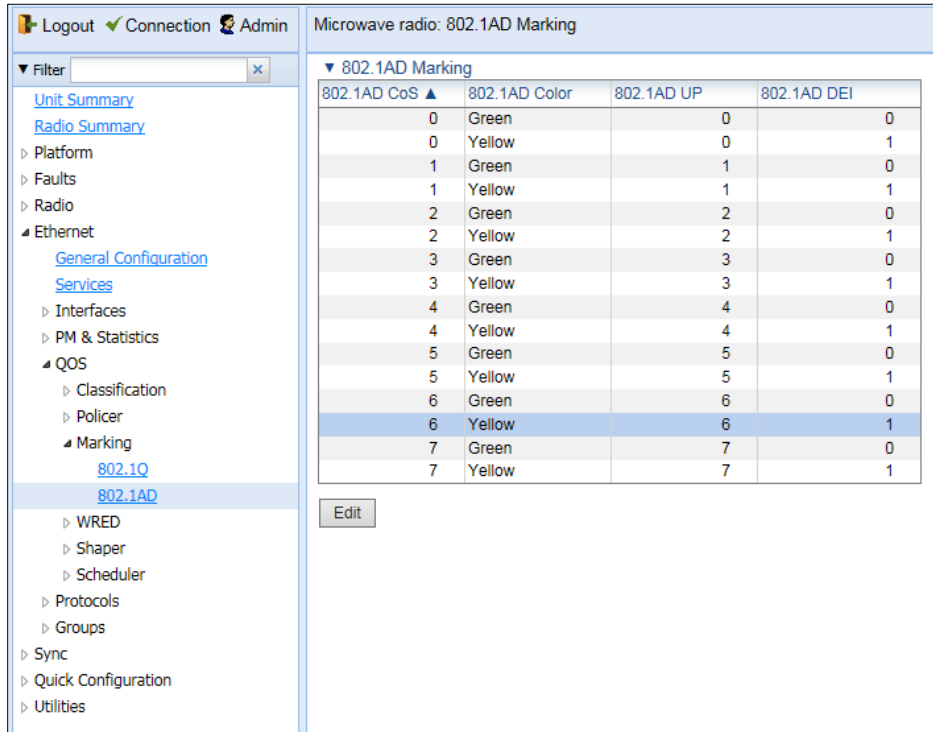 Logout Connection Admin
Filter
Unit Summary
Radio Summary
Platform
Faults
Radio
Ethernet
General Configuration
Services
Interfaces
PM & Statistics
QOS
Classification
Policer
Marking
802.1Q
802.1AD
WRED
Shaper
Scheduler
Protocols
Groups
Sync
Quick Configuration
Utilities
Microwave radio: 802.1AD Marking
▼ 802.1AD Marking
802.1AD CoS ▲ 802.1AD Color 802.1AD UP 802.1AD DEI
0 Green 0 0
0 Yellow 0 1
1 Green 1 0
1 Yellow 1 1
2 Green 2 0
2 Yellow 2 1
3 Green 3 0
3 Yellow 3 1
4 Green 4 0
4 Yellow 4 1
5 Green 5 0
5 Yellow 5 1
6 Green 6 0
6 Yellow 6 1
7 Green 7 0
7 Yellow 7 1
Edit